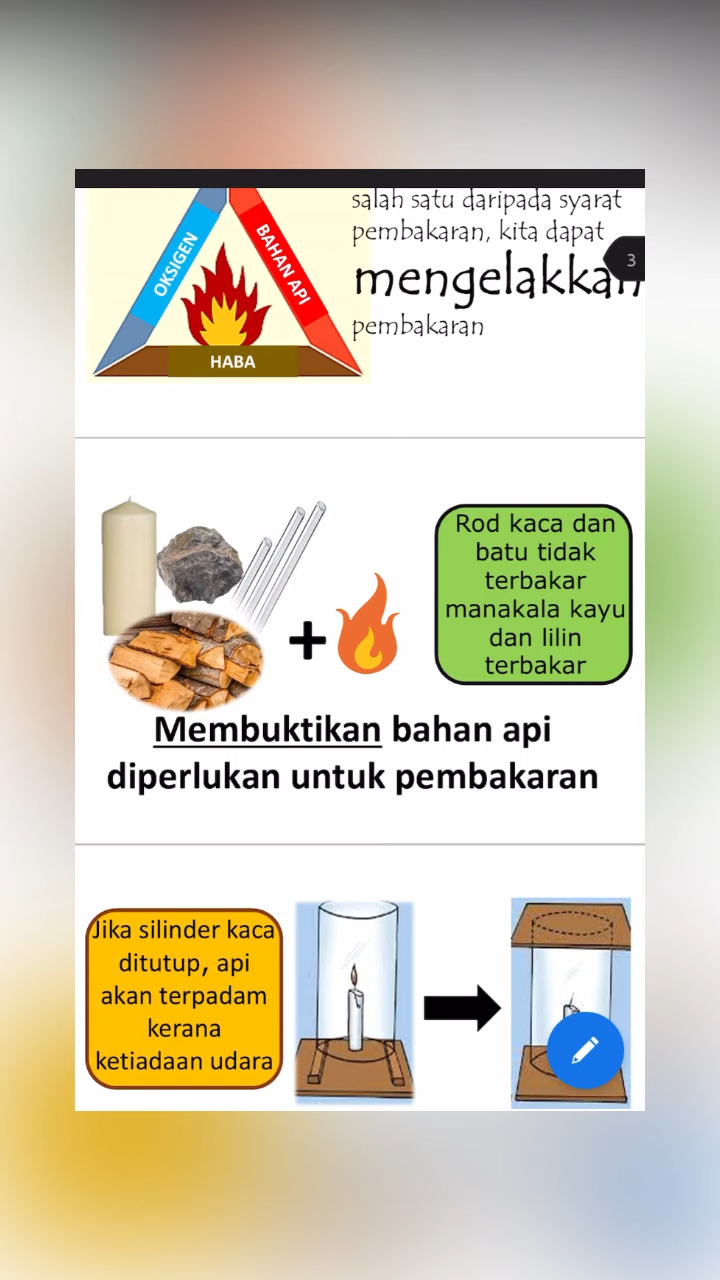 salah satu daripada syarat
pembakaran, kita dapat
mengelakkan
pembakaran
3
OKSIGEN
BAHAN API
HABA
Rod kaca dan
batu tidak
terbakar
manakala kayu
dan lilin
terbakar
Membuktikan bahan api
diperlukan untuk pembakaran
Jika silinder kaca
ditutup, api
akan terpadam
kerana
ketiadaan udara